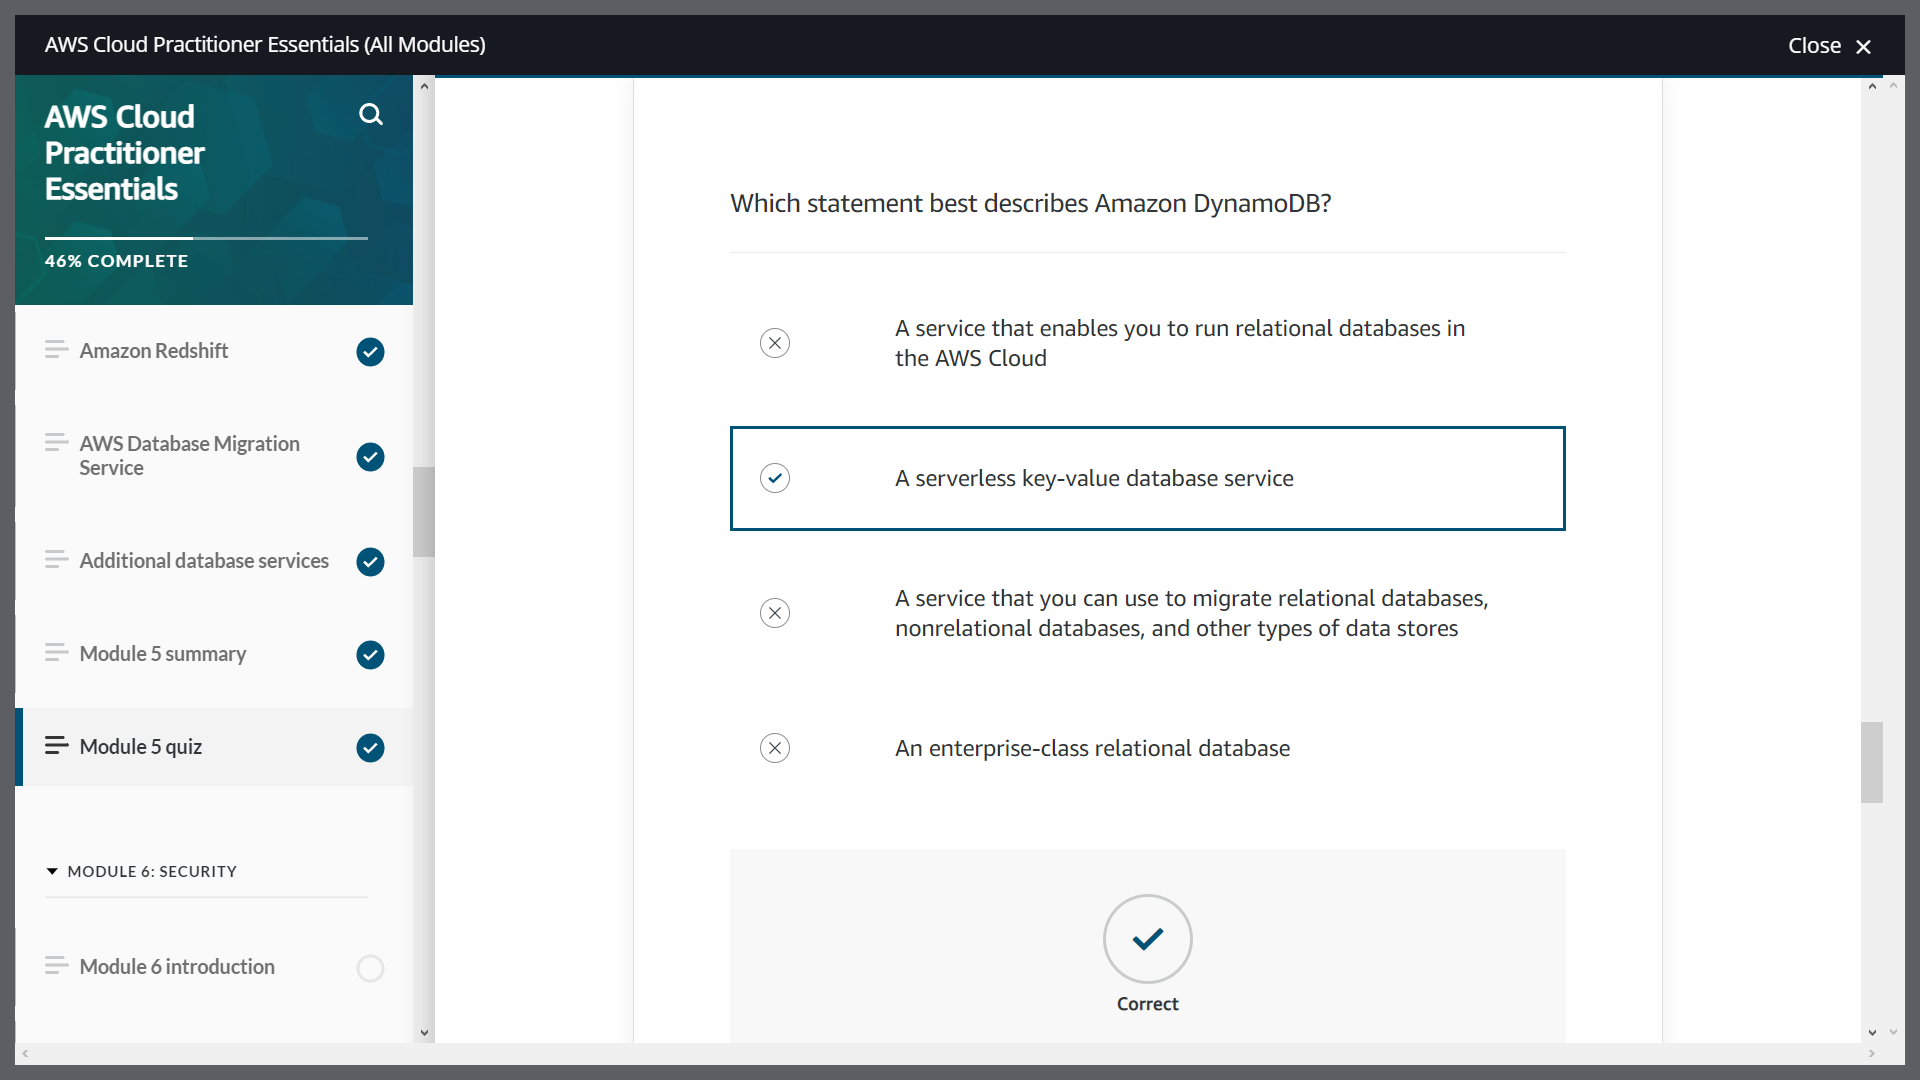 AWS Cloud Practitioner Essentials (All Modules)
Close
AWS Cloud
Practitioner
Essentials
46% COMPLETE
Amazon Redshift
AWS Database Migration
Service
Additional database services
Module 5 summary
Module 5 quiz
MODULE 6: SECURITY
Module 6 introduction
Which statement best describes Amazon DynamoDB?
A service that enables you to run relational databases in
the AWS Cloud
A serverless key-value database service
A service that you can use to migrate relational databases,
nonrelational databases, and other types of data stores
An enterprise-class relational database
Correct